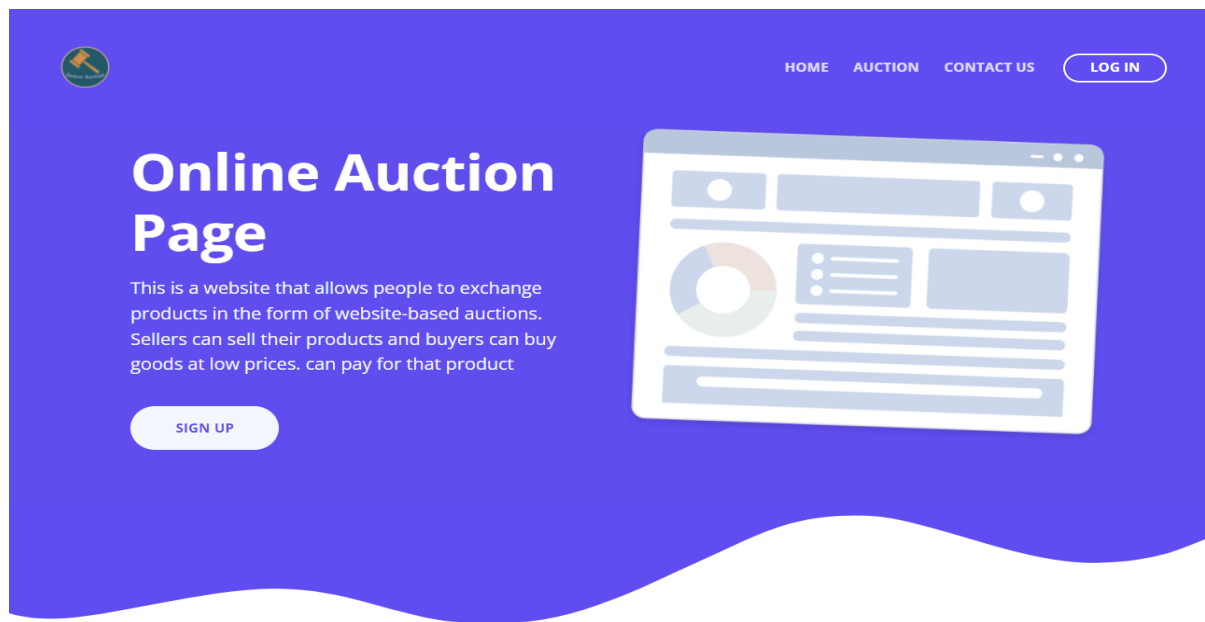 Online Auction
HOME AUCTION CONTACT US LOG IN
Online Auction
Page
This is a website that allows people to exchange
products in the form of website-based auctions.
Sellers can sell their products and buyers can buy
goods at low prices. can pay for that product
SIGN UP